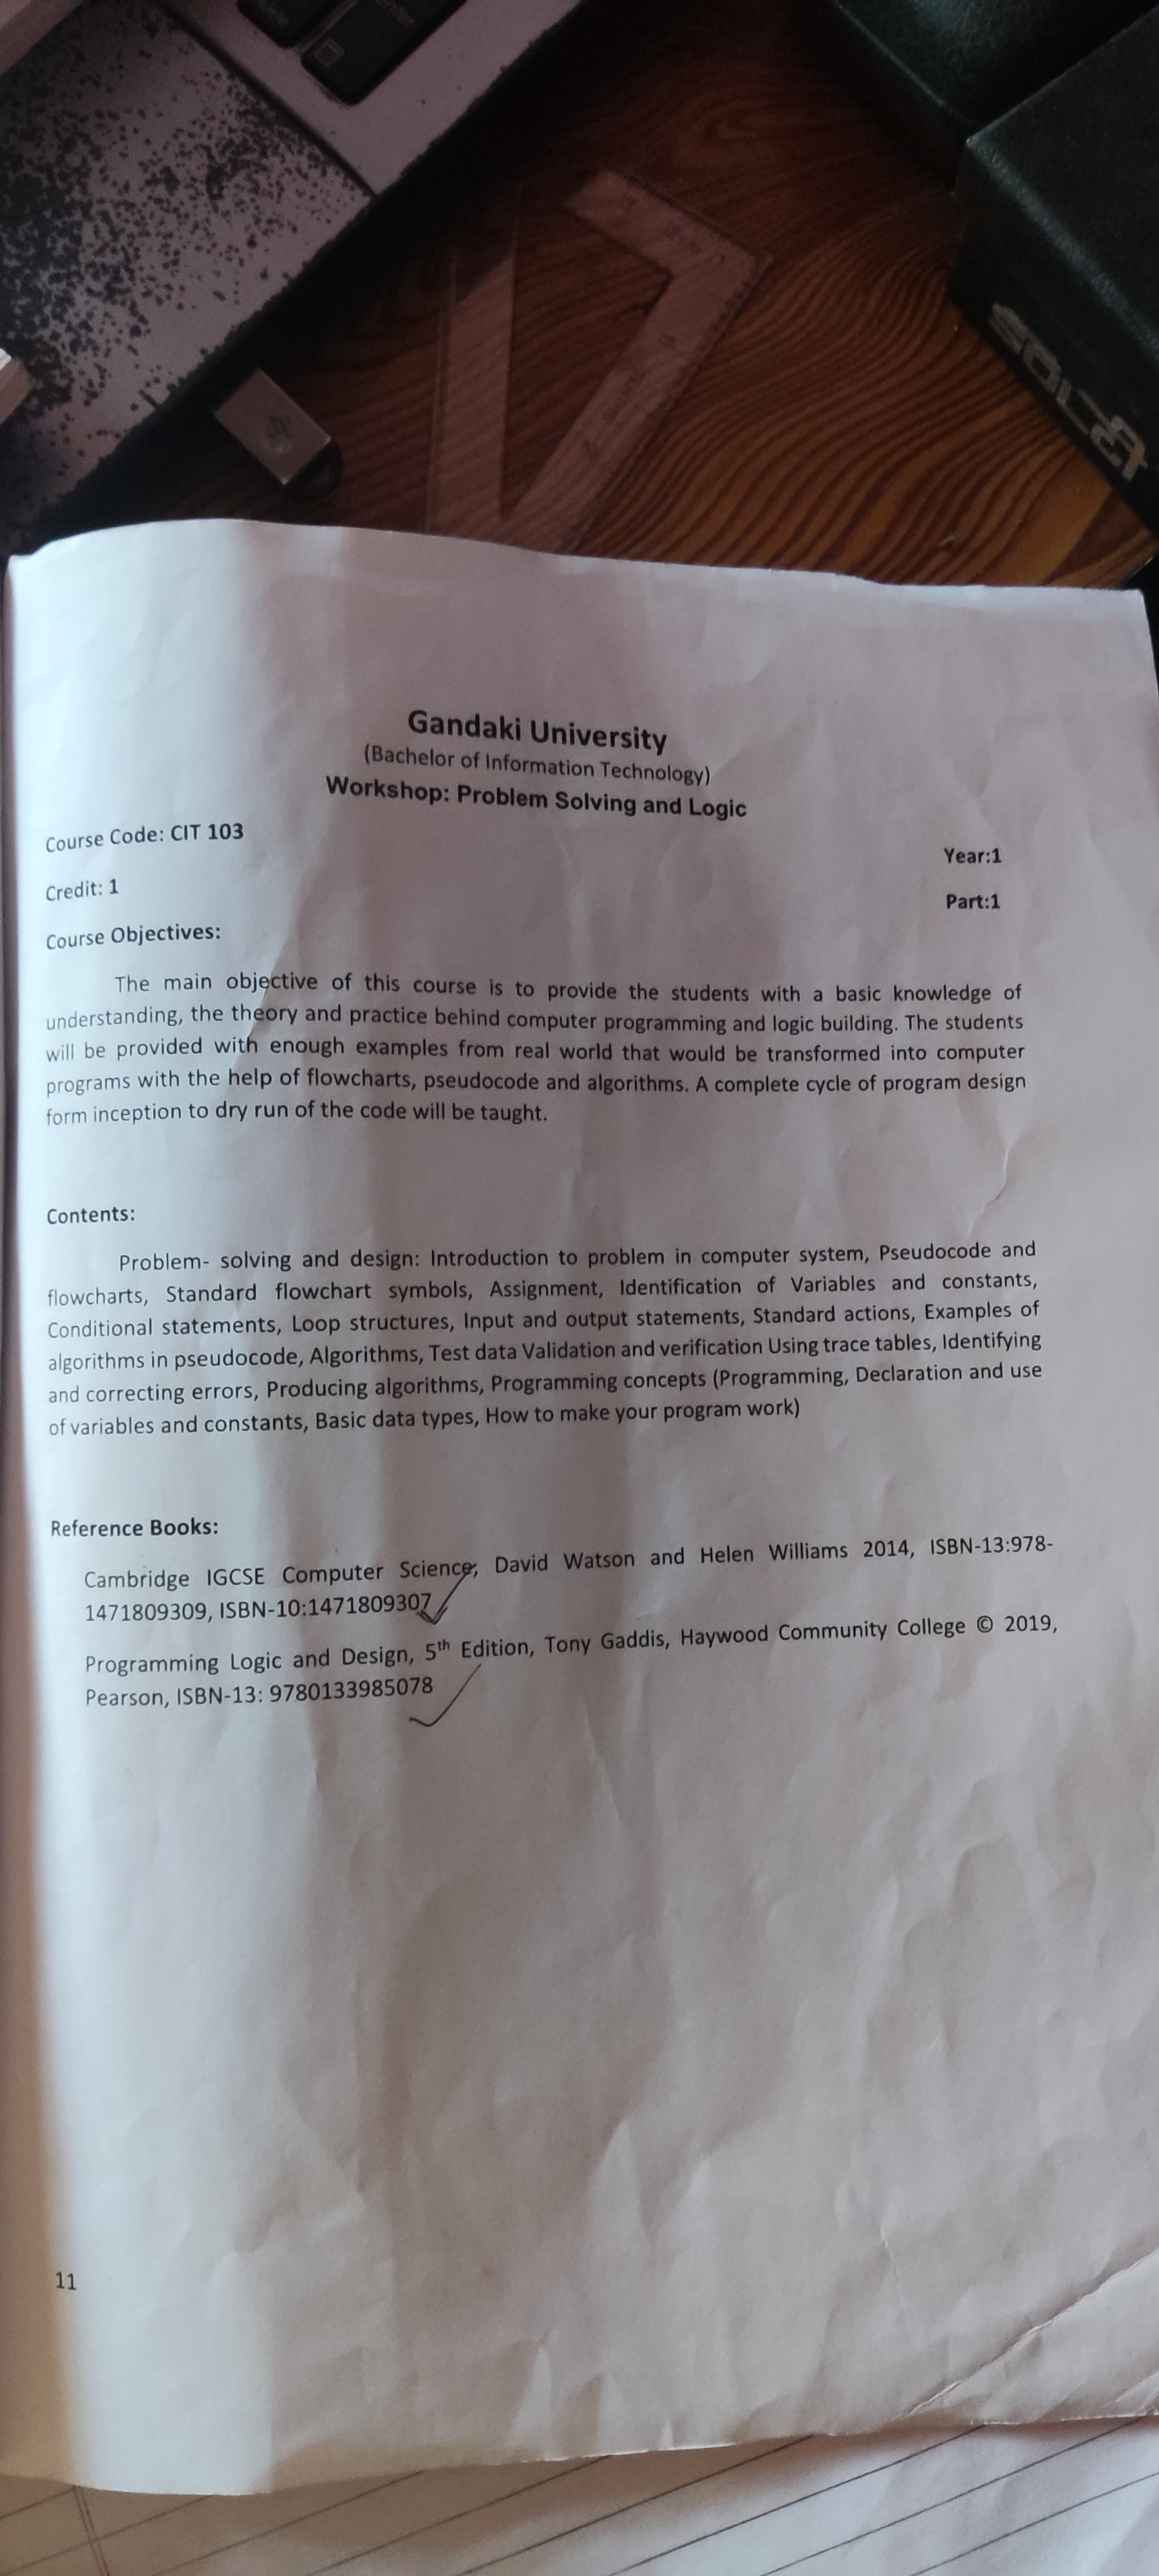 SOLTA
Gandaki University
(Bachelor of Information Technology)
Workshop: Problem Solving and Logic
Course Code: CIT 103
Year:1
Credit: 1
Part:1
Course Objectives:
The main objective of this course is to provide the students with a basic knowledge of
understanding, the theory and practice behind computer programming and logic building. The students
will be provided with enough examples from real world that would be transformed into computer
programs with the help of flowcharts, pseudocode and algorithms. A complete cycle of program design
form inception to dry run of the code will be taught.
Contents:
Problem- solving and design: Introduction to problem in computer system, Pseudocode and
flowcharts, Standard flowchart symbols, Assignment, Identification of Variables and constants,
Conditional statements, Loop structures, Input and output statements, Standard actions, Examples of
algorithms in pseudocode, Algorithms, Test data Validation and verification Using trace tables, Identifying
and correcting errors, Producing algorithms, Programming concepts (Programming, Declaration and use
of variables and constants, Basic data types, How to make your program work)
Reference Books:
Cambridge IGCSE Computer Science, David Watson and Helen Williams 2014, ISBN-13:978-
1471809309, ISBN-10:1471809307
Programming Logic and Design, 5th Edition, Tony Gaddis, Haywood Community College © 2019,
Pearson, ISBN-13: 9780133985078
11